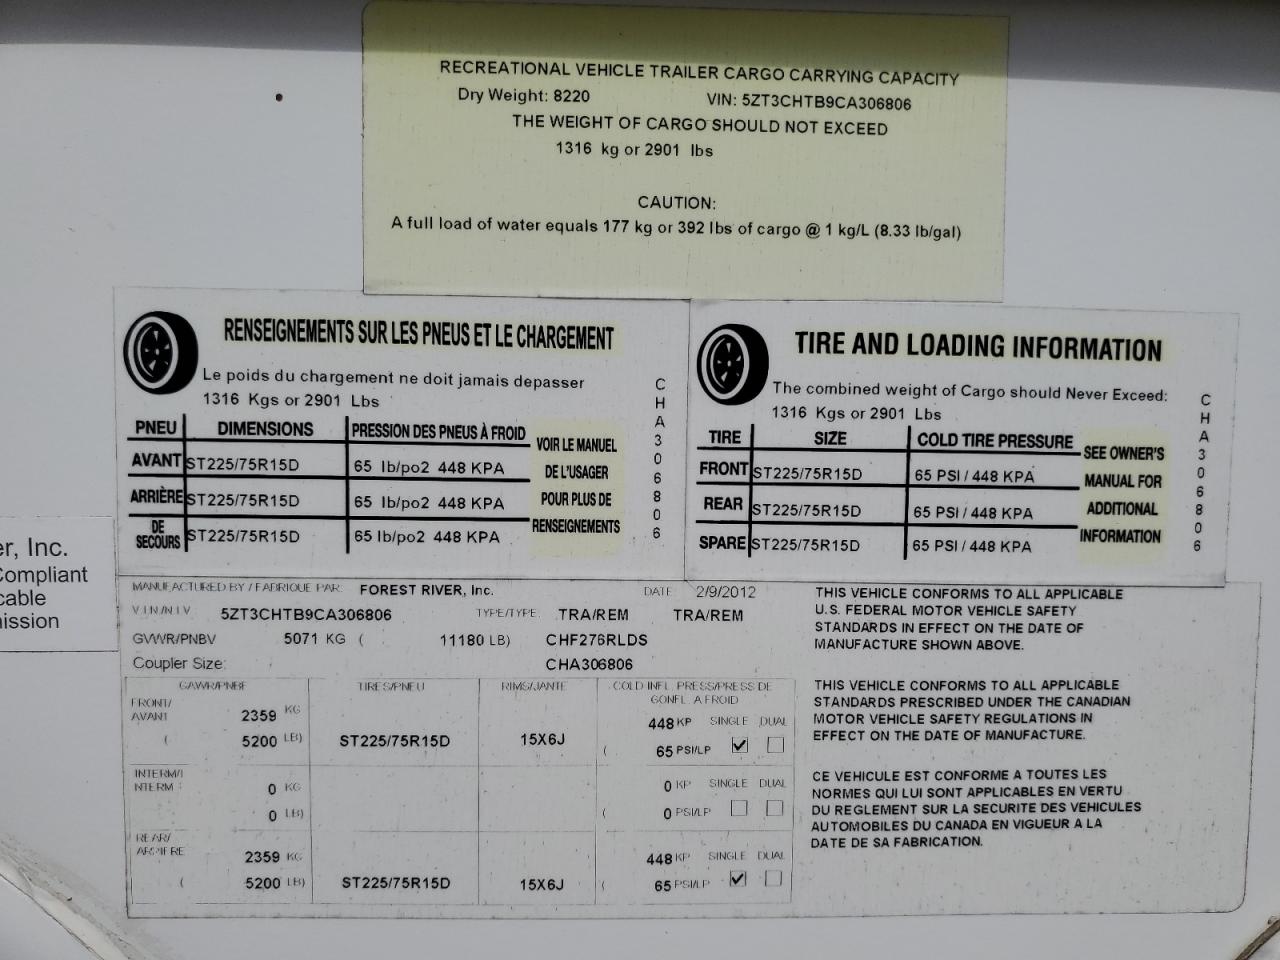 RECREATIONAL VEHICLE TRAILER CARGO CARRYING CAPACITY
Dry Weight: 8220 VIN: 5ZT3CHTB9CA306806
THE WEIGHT OF CARGO SHOULD NOT EXCEED
1316 kg or 2901 lbs
CAUTION:
A full load of water equals 177 kg or 392 lbs of cargo @ 1 kg/L (8.33 lb/gal)
RENSEIGNEMENTS SUR LES PNEUS ET LE CHARGEMENT
Le poids du chargement ne doit jamais depasser
1316 Kgs or 2901 Lbs
PNEU DIMENSIONS PRESSION DES PNEUS À FROID
AVANT ST225/75R15D 65 lb/po2 448 KPA
ARRIÈRE ST225/75R15D 65 lb/po2 448 KPA
DE SECOURS ST225/75R15D 65 lb/po2 448 KPA
VOIR LE MANUEL
DE L'USAGER
POUR PLUS DE
RENSEIGNEMENTS
CHA306806
TIRE AND LOADING INFORMATION
The combined weight of Cargo should Never Exceed:
1316 Kgs or 2901 Lbs
TIRE SIZE COLD TIRE PRESSURE
FRONT ST225/75R15D 65 PSI / 448 KPA
REAR ST225/75R15D 65 PSI / 448 KPA
SPARE ST225/75R15D 65 PSI / 448 KPA
SEE OWNER'S
MANUAL FOR
ADDITIONAL
INFORMATION
CHA306806
er, Inc.
Compliant
cable
nission
MANUFACTURED BY / FABRIQUE PAR: FOREST RIVER, Inc. DATE: 2/9/2012
V.I.N./N.I.V.: 5ZT3CHTB9CA306806 TYPE/TYPE: TRA/REM TRA/REM
GVWR/PNBV 5071 KG ( 11180 LB) CHF276RLDS
Coupler Size: CHA306806
GAWR/PNBE TIRES/PNEU RIMS/JANTE COLD INFL. PRESS/PRESS DE
GONFL. A FROID
FRONT/
AVANT 2359 KG 448 KP SINGLE DUAL
( 5200 LB) ST225/75R15D 15X6J ( 65 PSI/LP
INTERM/I
NTERM 0 KG 0 KP SINGLE DUAL
0 LB) ( 0 PSI/LP
REAR/
ARRIERE 2359 KG 448 KP SINGLE DUAL
( 5200 LB) ST225/75R15D 15X6J ( 65 PSI/LP
THIS VEHICLE CONFORMS TO ALL APPLICABLE
U.S. FEDERAL MOTOR VEHICLE SAFETY
STANDARDS IN EFFECT ON THE DATE OF
MANUFACTURE SHOWN ABOVE.
THIS VEHICLE CONFORMS TO ALL APPLICABLE
STANDARDS PRESCRIBED UNDER THE CANADIAN
MOTOR VEHICLE SAFETY REGULATIONS IN
EFFECT ON THE DATE OF MANUFACTURE.
CE VEHICULE EST CONFORME A TOUTES LES
NORMES QUI LUI SONT APPLICABLES EN VERTU
DU REGLEMENT SUR LA SECURITE DES VEHICULES
AUTOMOBILES DU CANADA EN VIGUEUR A LA
DATE DE SA FABRICATION.